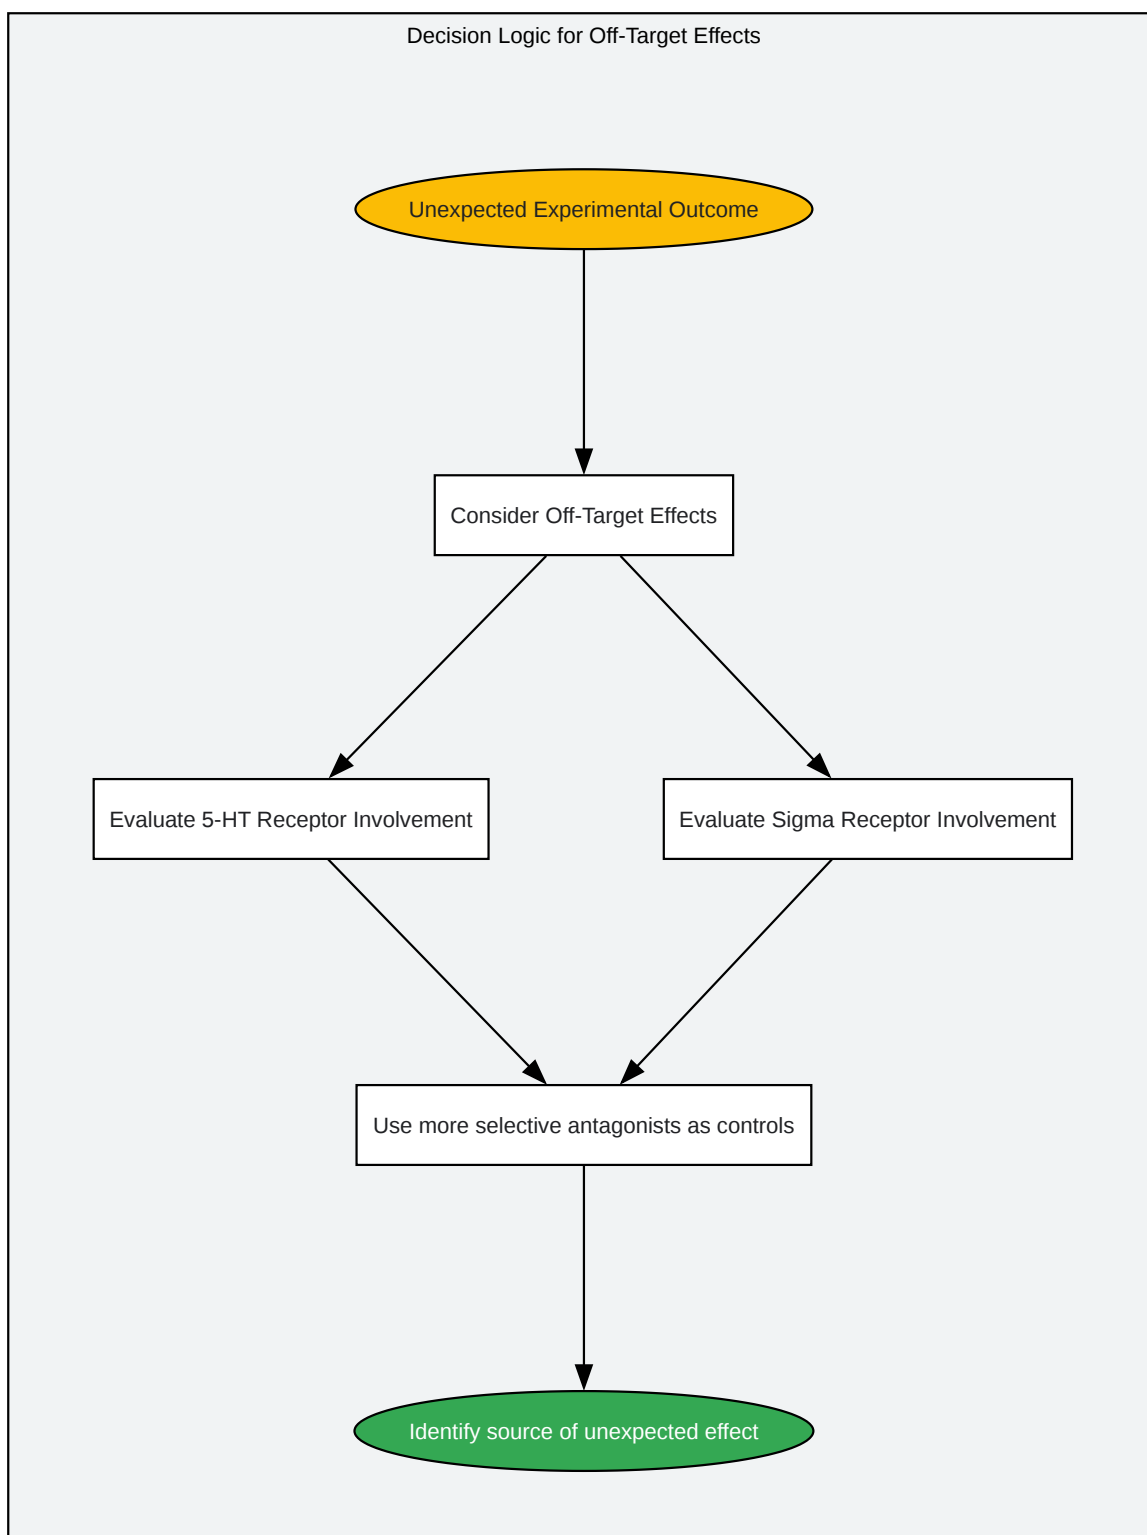 Decision Logic for Off-Target Effects
Unexpected Experimental Outcome
Consider Off-Target Effects
Evaluate 5-HT Receptor Involvement
Evaluate Sigma Receptor Involvement
Use more selective antagonists as controls
Identify source of unexpected effect